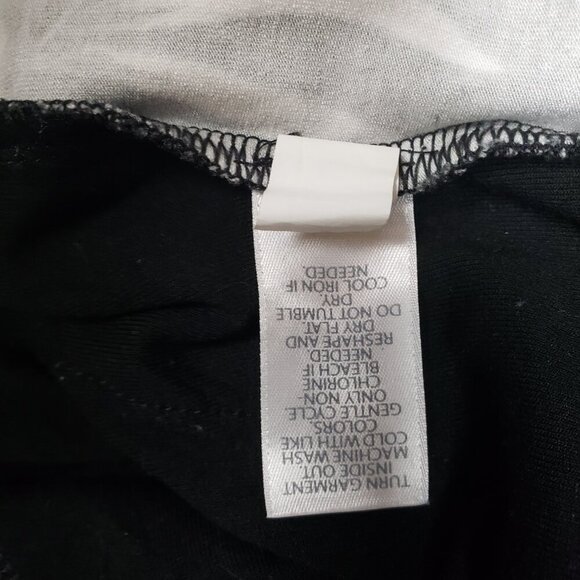 TURN GARMENT
INSIDE OUT.
MACHINE WASH
COLD WITH LIKE
COLORS.
GENTLE CYCLE.
ONLY NON-
CHLORINE
BLEACH IF
NEEDED.
RESHAPE AND
DRY FLAT.
DO NOT TUMBLE
DRY.
COOL IRON IF
NEEDED.